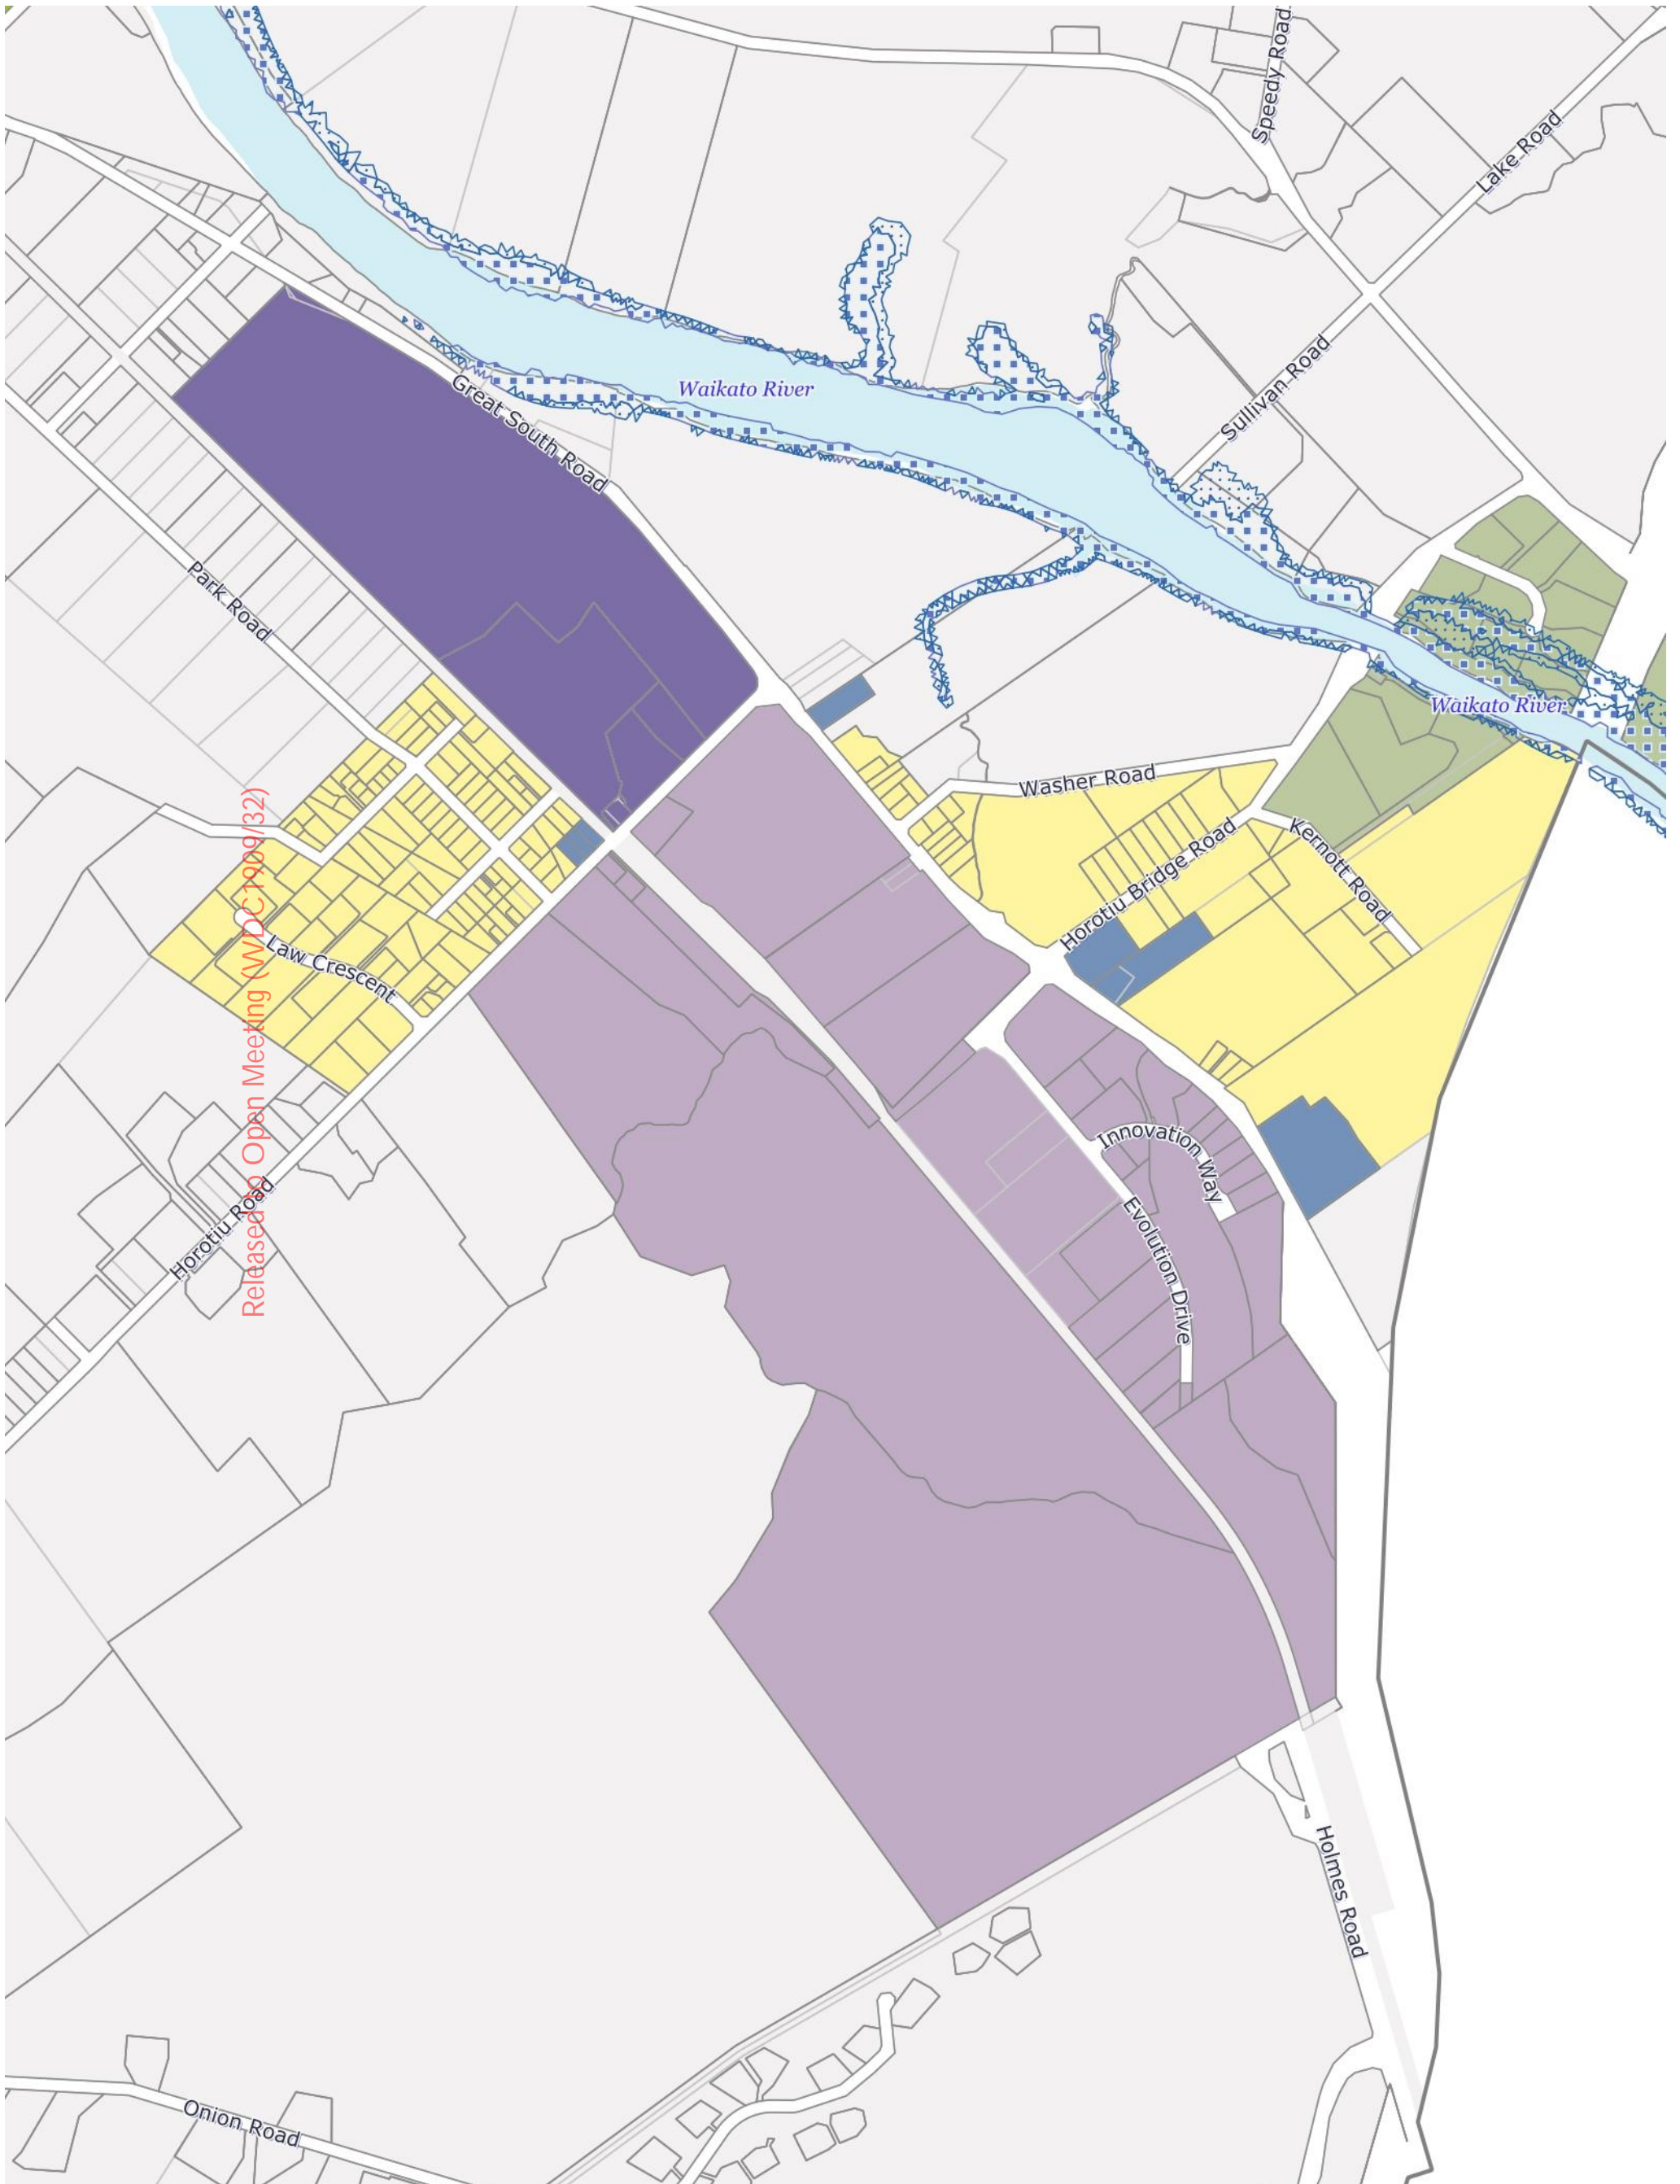 Speedy Road
Lake Road
Waikato River
Great South Road
Sullivan Road
Park Road
Waikato River
Washer Road
Horotiu Bridge Road
Kernott Road
Law Crescent
Released to Open Meeting (WDC1909/32)
Innovation Way
Horotiu Road
Evolution Drive
Holmes Road
Onion Road